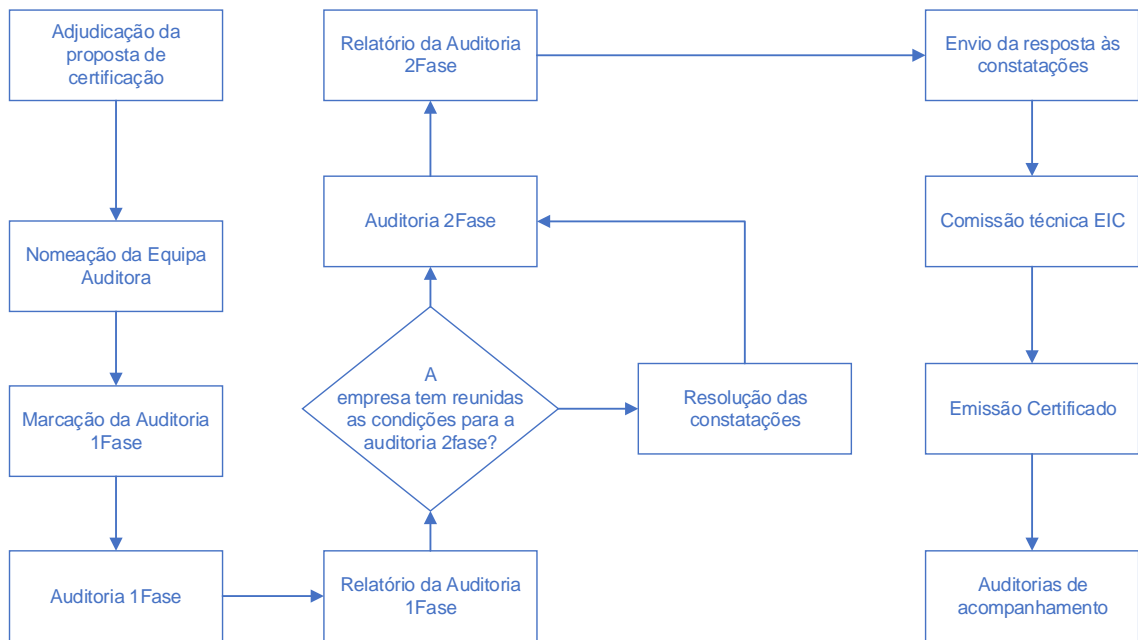 Adjudicação da
proposta de
certificação
Nomeação da Equipa
Auditora
Marcação da Auditoria
1Fase
Auditoria 1Fase
Relatório da Auditoria
1Fase
A
empresa tem reunidas
as condições para a
auditoria 2fase?
Resolução das
constatações
Auditoria 2Fase
Relatório da Auditoria
2Fase
Envio da resposta às
constatações
Comissão técnica EIC
Emissão Certificado
Auditorias de
acompanhamento